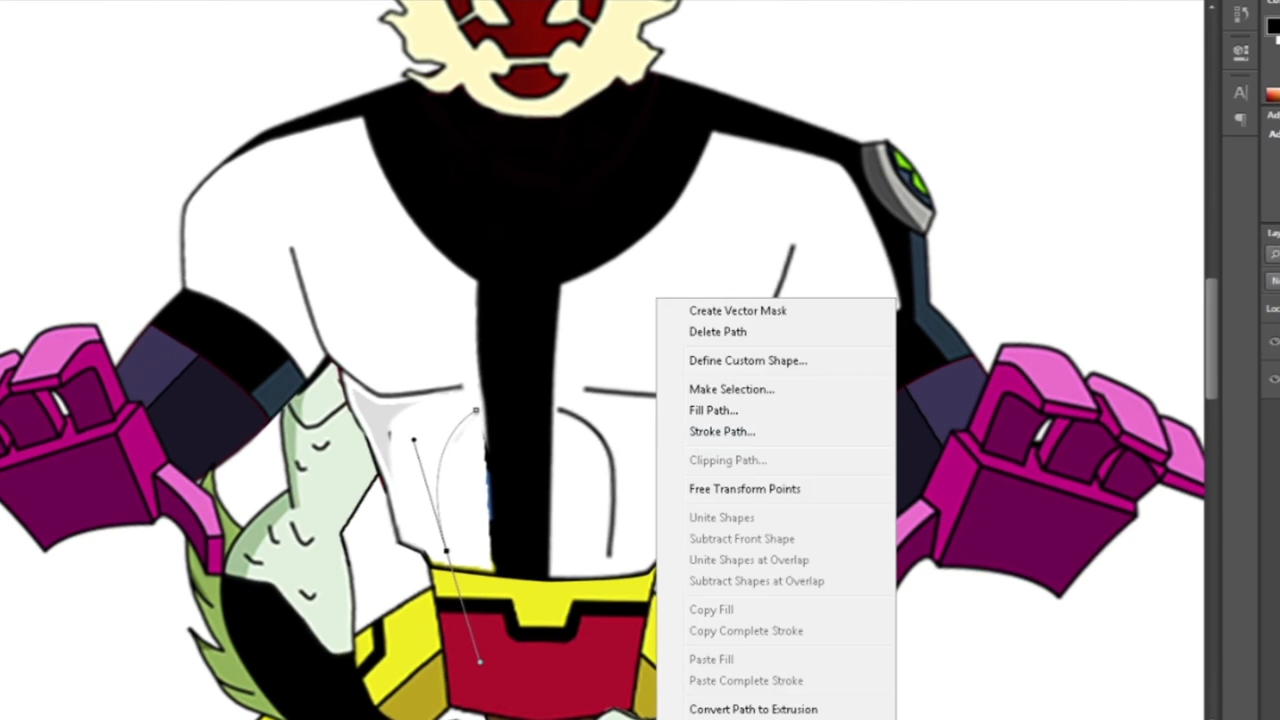 Create Vector Mask
Delete Path
Define Custom Shape...
Make Selection...
Fill Path...
Stroke Path...
Clipping Path...
Free Transform Points
Unite Shapes
Subtract Front Shape
Unite Shapes at Overlap
Subtract Shapes at Overlap
Copy Fill
Copy Complete Stroke
Paste Fill
Paste Complete Stroke
Convert Path to Extrusion